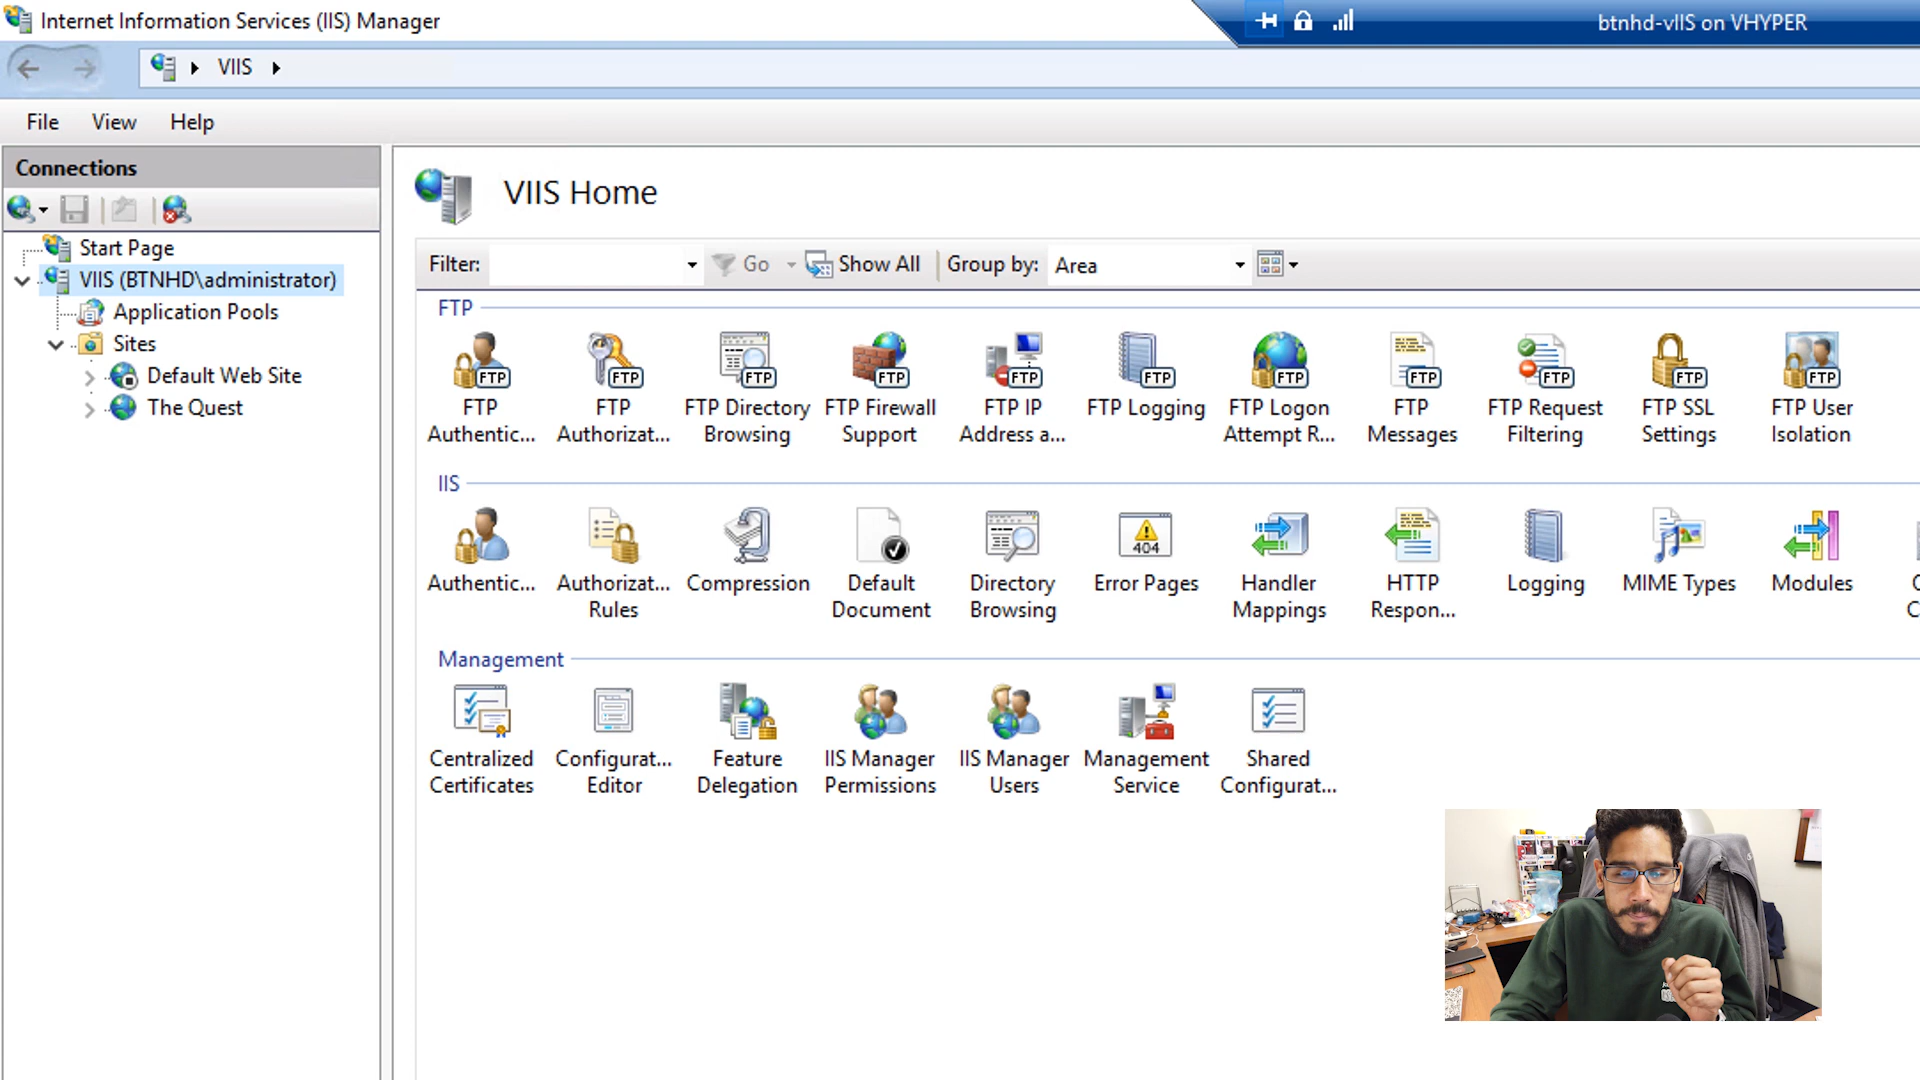 Internet Information Services (IIS) Manager
btnhd-vIIS on VHYPER
VIIS
File View Help
Connections
Start Page
VIIS (BTNHD\administrator)
Application Pools
Sites
Default Web Site
The Quest
VIIS Home
Filter: Go Show All Group by: Area
FTP
FTP FTP FTP FTP FTP FTP FTP FTP FTP FTP FTP
FTP Authentic...
FTP Authorizat...
FTP Directory Browsing
FTP Firewall Support
FTP IP Address a...
FTP Logging
FTP Logon Attempt R...
FTP Messages
FTP Request Filtering
FTP SSL Settings
FTP User Isolation
IIS
404
Authentic...
Authorizat... Rules
Compression
Default Document
Directory Browsing
Error Pages
Handler Mappings
HTTP Respon...
Logging
MIME Types
Modules
Management
Centralized Certificates
Configurat... Editor
Feature Delegation
IIS Manager Permissions
IIS Manager Users
Management Service
Shared Configurat...